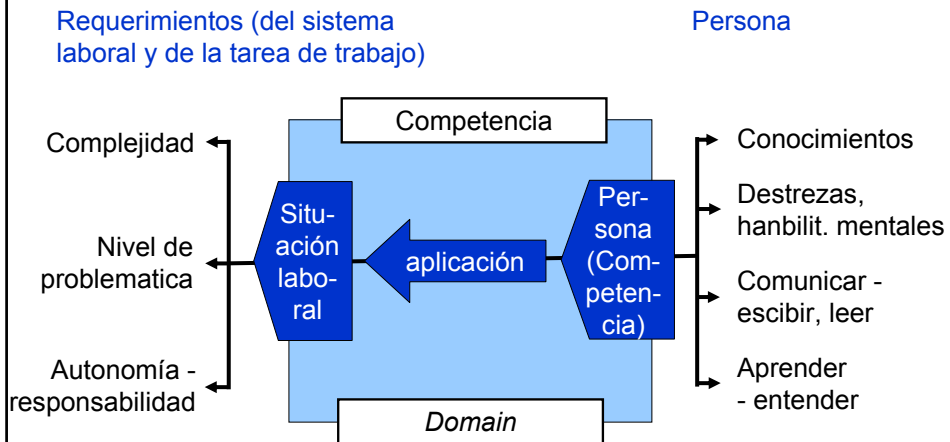 Requerimientos (del sistema
laboral y de la tarea de trabajo)
Persona
Competencia
Complejidad
Nivel de
problematica
Autonomía -
responsabilidad
Situ-
ación
labo-
ral
aplicación
Per-
sona
(Com-
peten-
cia)
Conocimientos
Destrezas,
hanbilit. mentales
Comunicar -
escibir, leer
Aprender
- entender
Domain